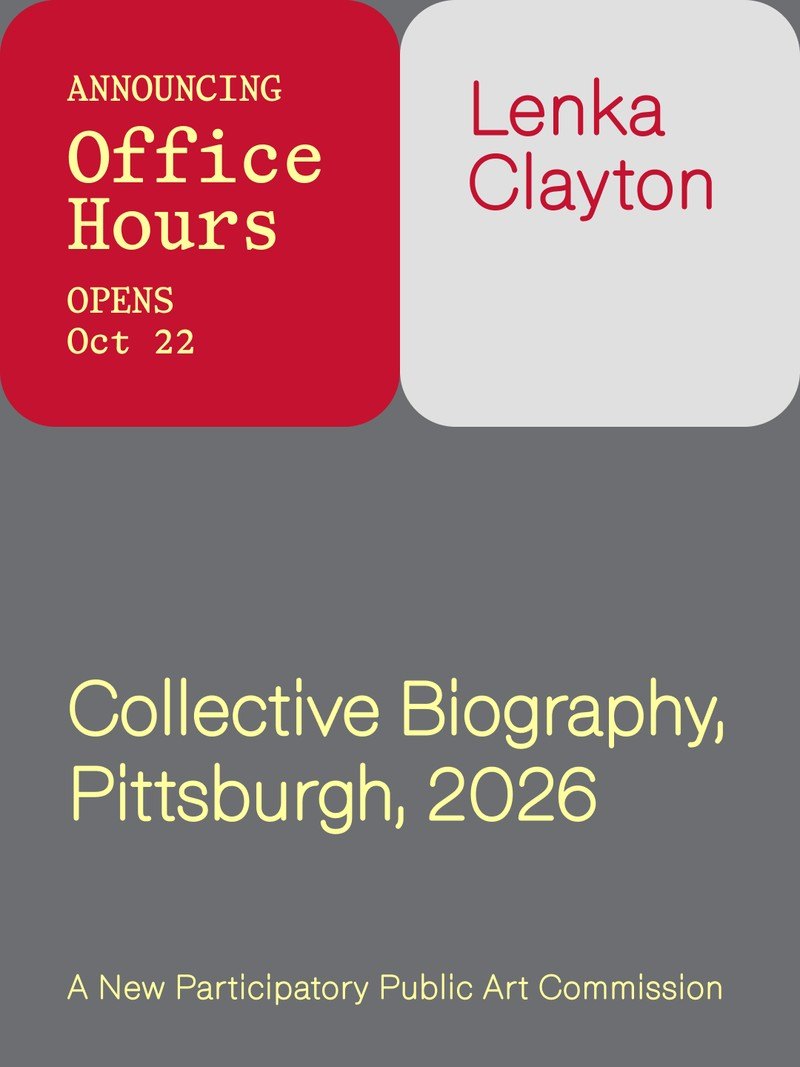 ANNOUNCING
Office
Hours
OPENS
Oct 22
Lenka
Clayton
Collective Biography,
Pittsburgh, 2026
A New Participatory Public Art Commission